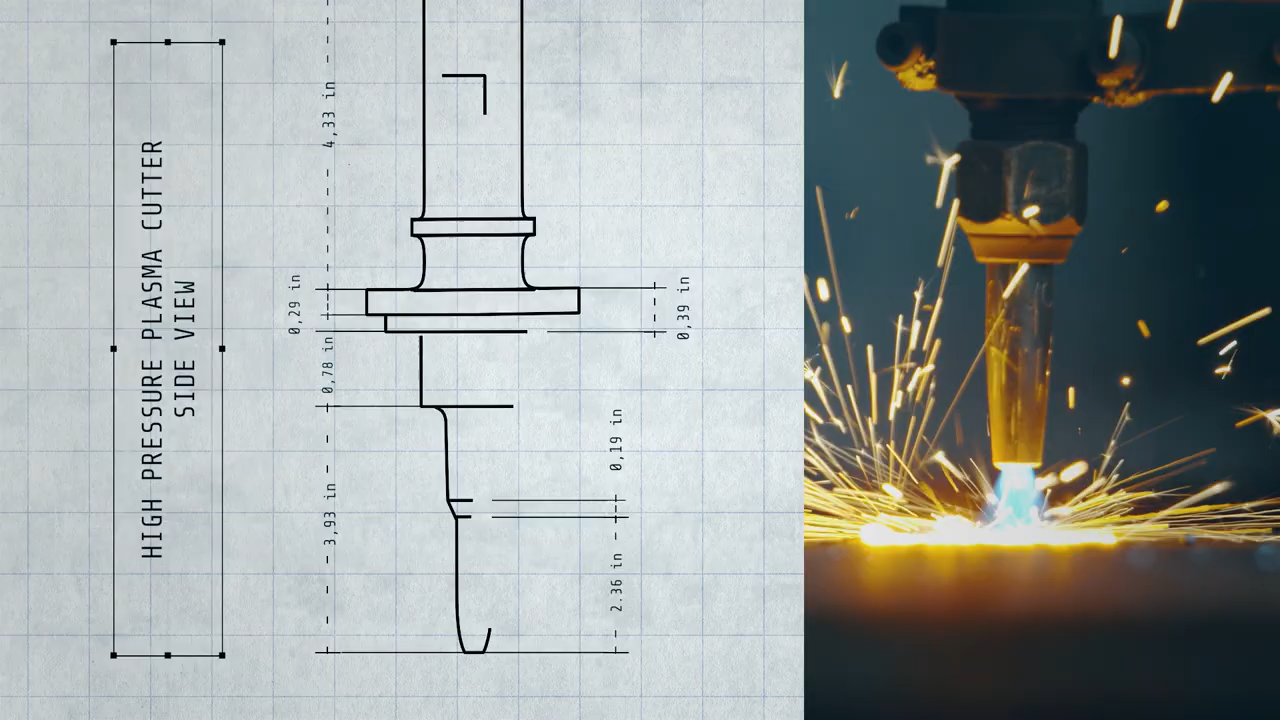 HIGH PRESSURE PLASMA CUTTER
SIDE VIEW
4,33 in
0,29 in
0,39 in
0,78 in
0,19 in
3,93 in
2.36 in